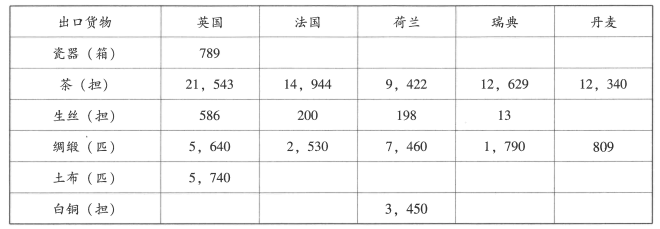 出口货物 英国 法国 荷兰 瑞典 丹麦
瓷器（箱） 789
茶（担） 21，543 14，944 9，422 12，629 12，340
生丝（担） 586 200 198 13
绸缎（匹） 5，640 2，530 7，460 1，790 809
土布（匹） 5，740
白铜（担） 3，450